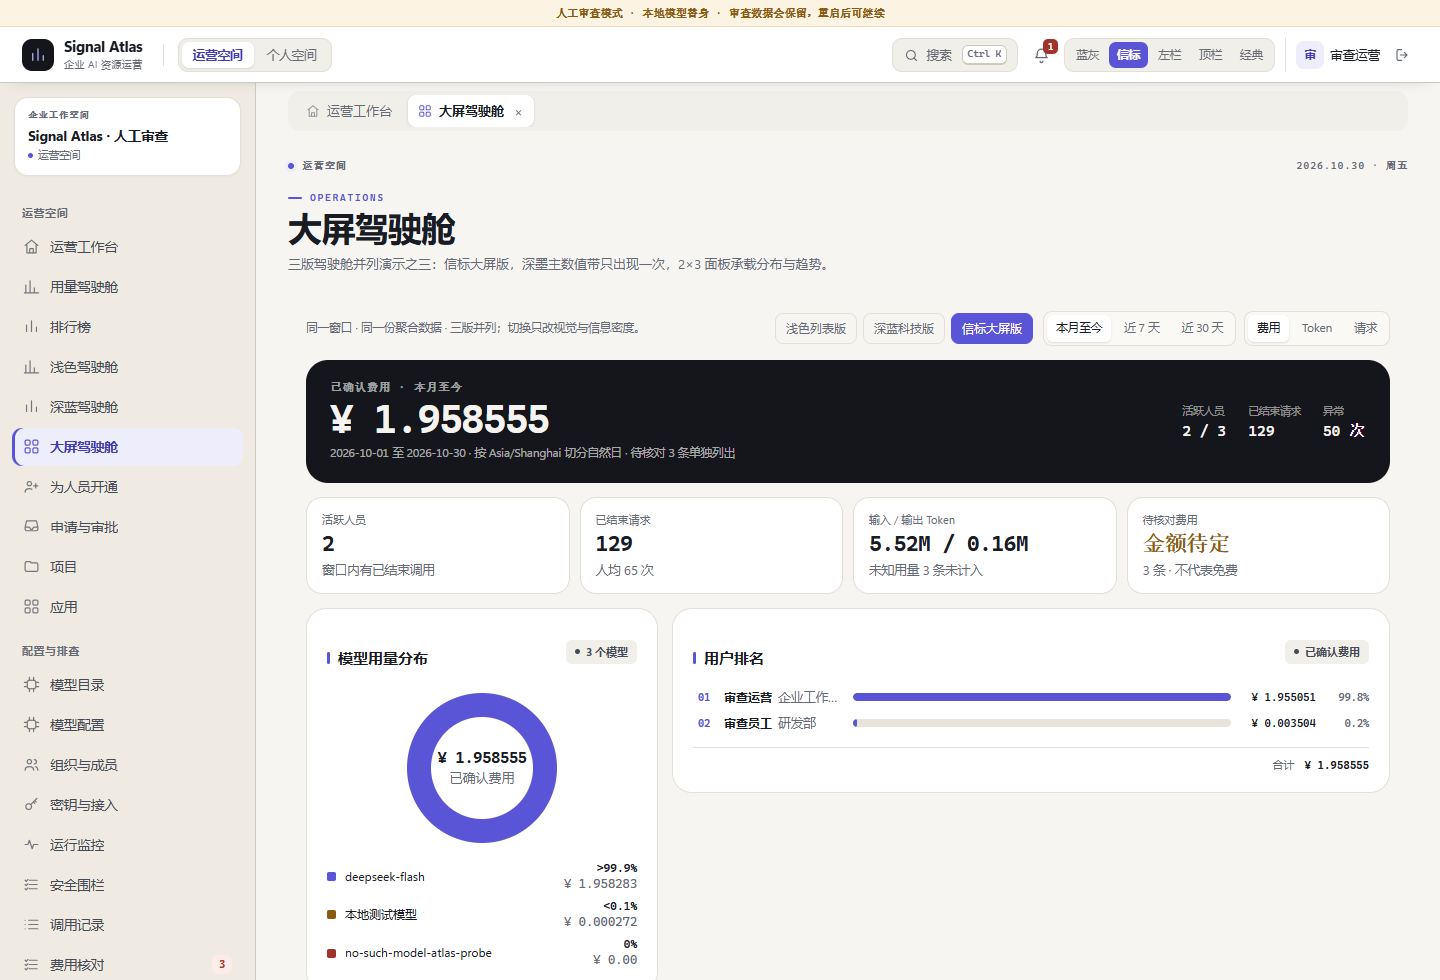 人工审查模式 · 本地模型替身 · 审查数据会保留，重启后可继续
Signal Atlas
企业 AI 资源运营
运营空间 个人空间
搜索 Ctrl K
1
蓝灰 信标 左栏 顶栏 经典
审 审查运营
企业工作空间
Signal Atlas · 人工审查
运营空间
运营空间
运营工作台
用量驾驶舱
排行榜
浅色驾驶舱
深蓝驾驶舱
大屏驾驶舱
为人员开通
申请与审批
项目
应用
配置与排查
模型目录
模型配置
组织与成员
密钥与接入
运行监控
安全围栏
调用记录
费用核对 3
运营工作台 大屏驾驶舱 ×
运营空间 2026.10.30 · 周五
OPERATIONS
大屏驾驶舱
三版驾驶舱并列演示之三：信标大屏版，深墨主数值带只出现一次，2×3 面板承载分布与趋势。
同一窗口 · 同一份聚合数据 · 三版并列；切换只改视觉与信息密度。
浅色列表版 深蓝科技版 信标大屏版 本月至今 近 7 天 近 30 天 费用 Token 请求
已确认费用 · 本月至今
¥ 1.958555
2026-10-01 至 2026-10-30 · 按 Asia/Shanghai 切分自然日 · 待核对 3 条单独列出
活跃人员 已结束请求 异常
2 / 3 129 50 次
活跃人员
2
窗口内有已结束调用
已结束请求
129
人均 65 次
输入 / 输出 Token
5.52M / 0.16M
未知用量 3 条未计入
待核对费用
金额待定
3 条 · 不代表免费
模型用量分布 3 个模型
¥ 1.958555
已确认费用
deepseek-flash >99.9%
¥ 1.958283
本地测试模型 <0.1%
¥ 0.000272
no-such-model-atlas-probe 0%
¥ 0.00
用户排名 已确认费用
01 审查运营 企业工作... ¥ 1.955051 99.8%
02 审查员工 研发部 ¥ 0.003504 0.2%
合计 ¥ 1.958555